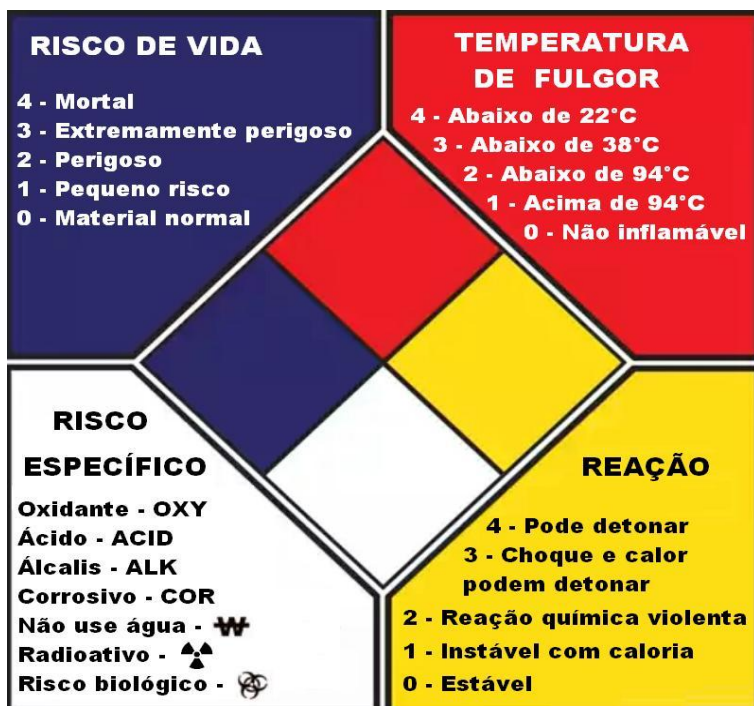 RISCO DE VIDA
4 - Mortal
3 - Extremamente perigoso
2 - Perigoso
1 - Pequeno risco
0 - Material normal
TEMPERATURA
DE FULGOR
4 - Abaixo de 22°C
3 - Abaixo de 38°C
2 - Abaixo de 94°C
1 - Acima de 94°C
0 - Não inflamável
RISCO
ESPECÍFICO
Oxidante - OXY
Ácido - ACID
Álcalis - ALK
Corrosivo - COR
Não use água - W
Radioativo -
Risco biológico -
REAÇÃO
4 - Pode detonar
3 - Choque e calor
podem detonar
2 - Reação química violenta
1 - Instável com caloria
0 - Estável